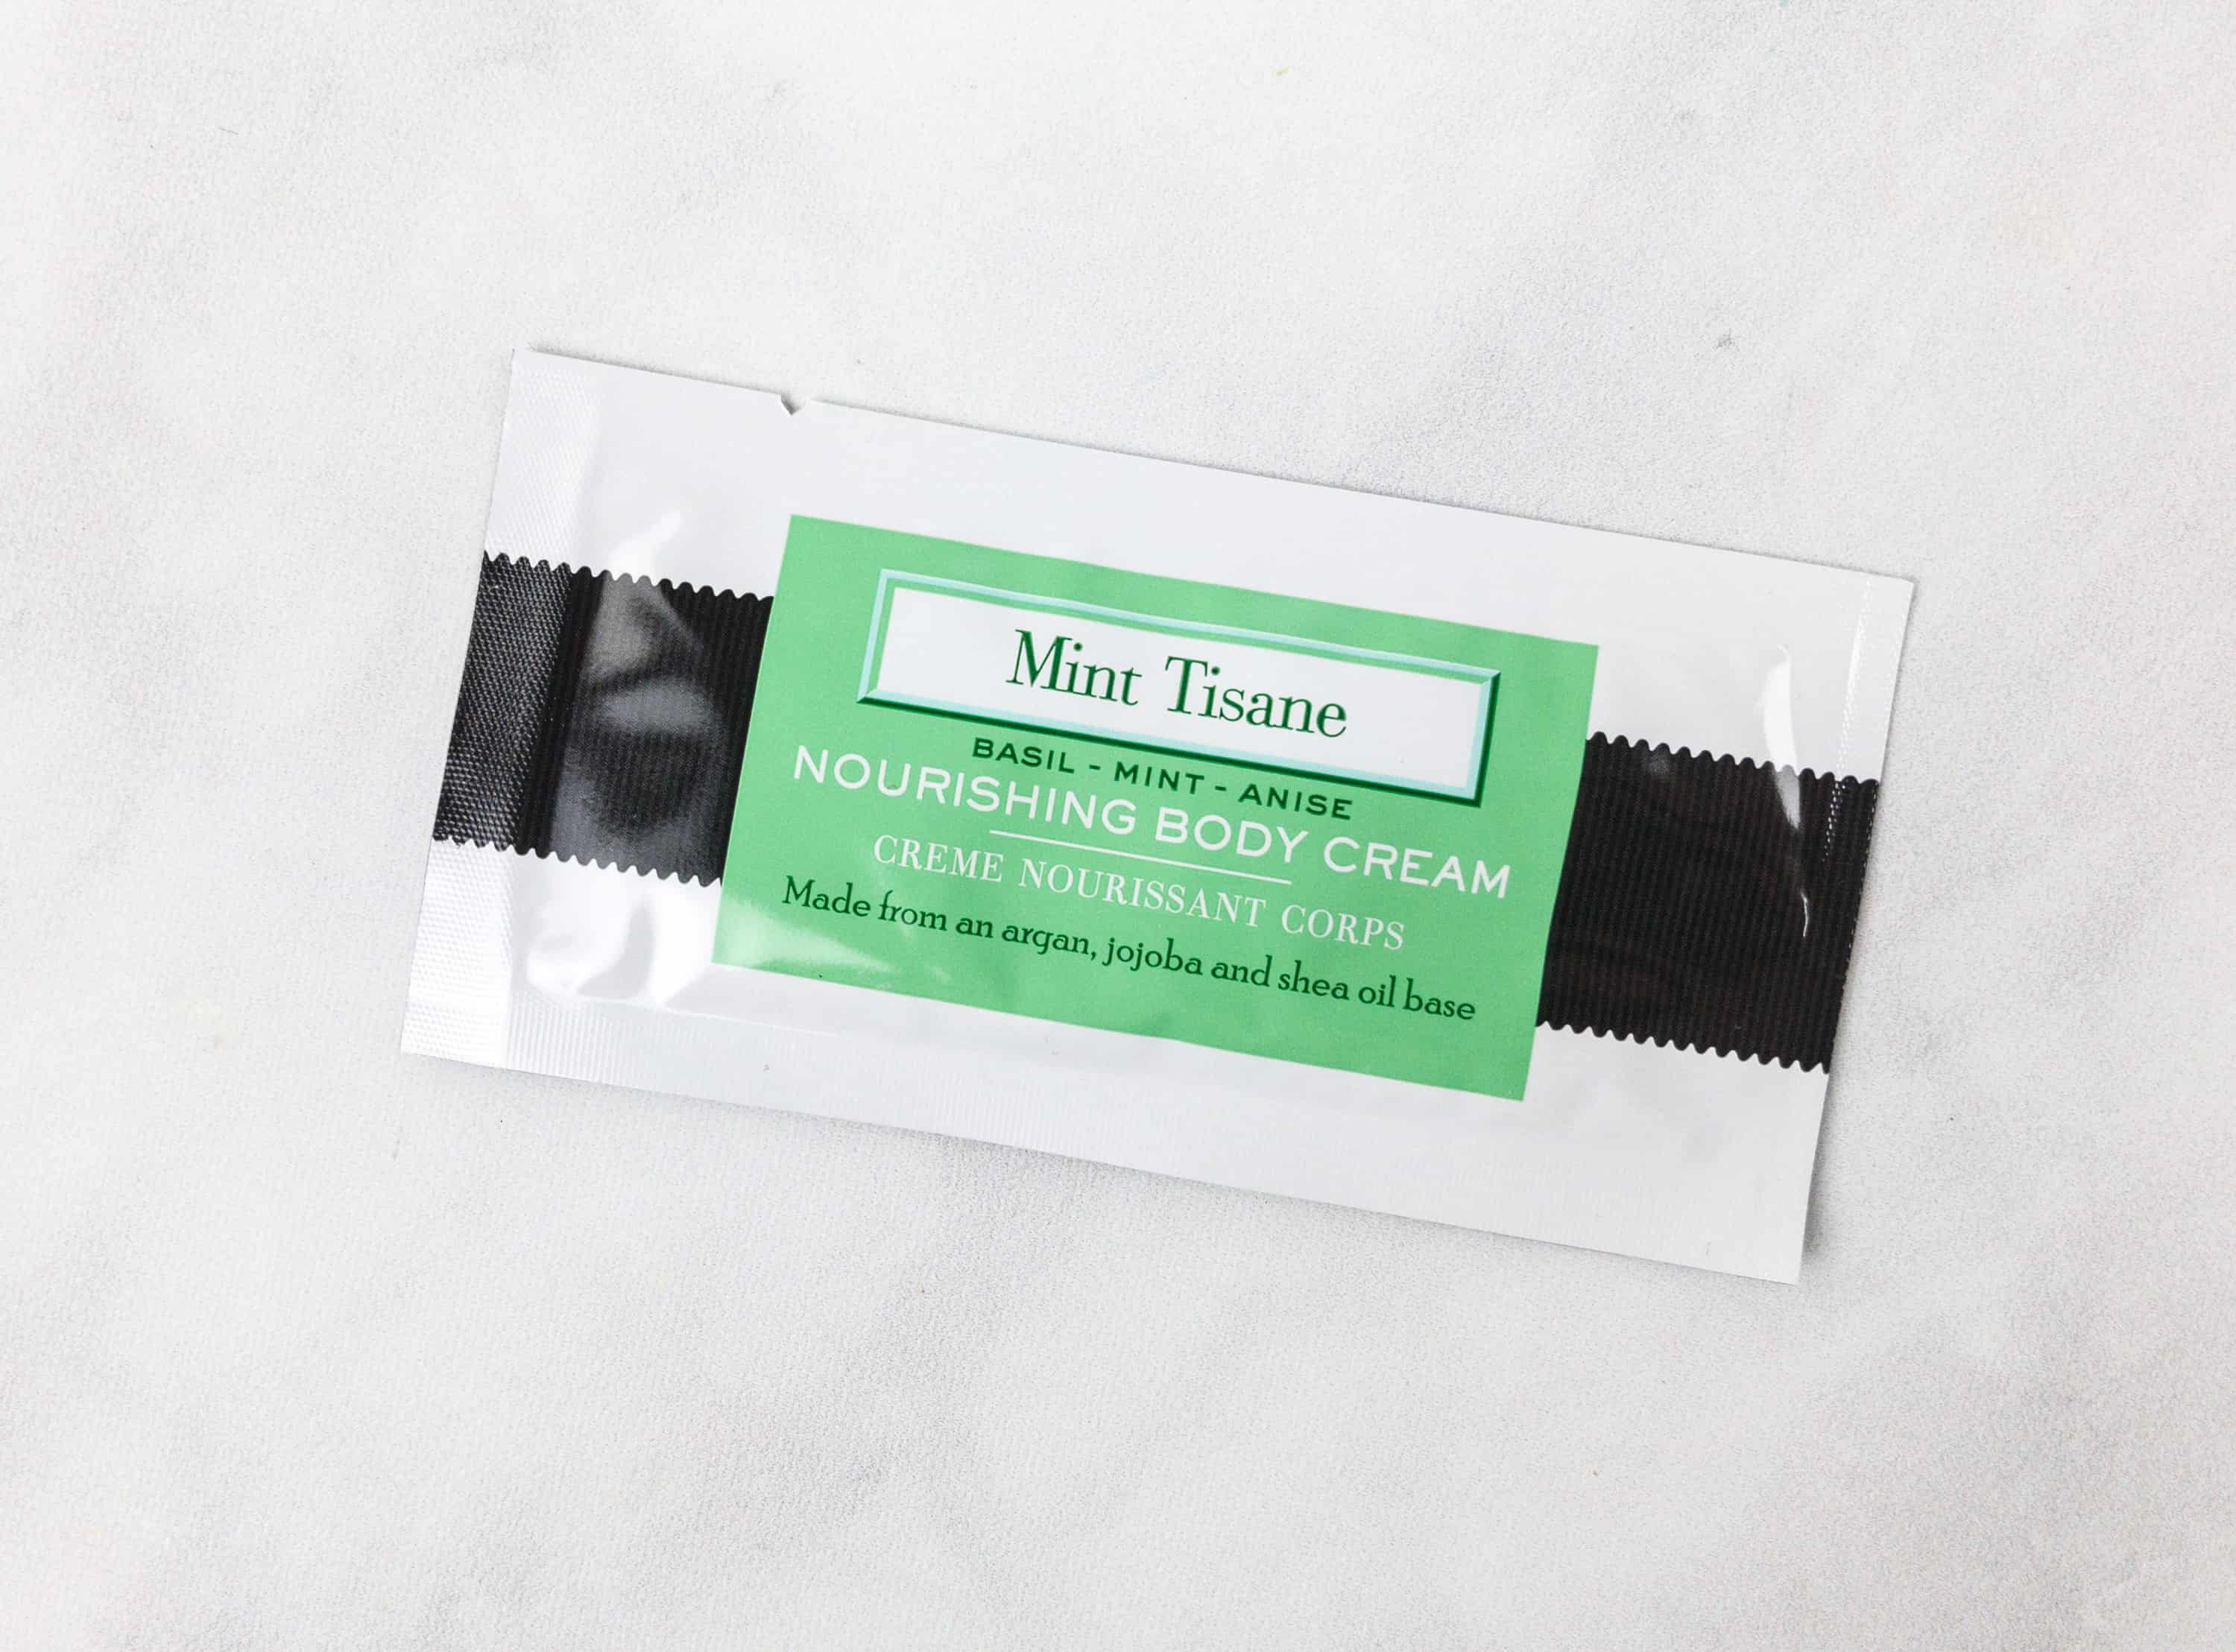 Mint Tisane
BASIL - MINT - ANISE
NOURISHING BODY CREAM
CREME NOURISSANT CORPS
Made from an argan, jojoba and shea oil base